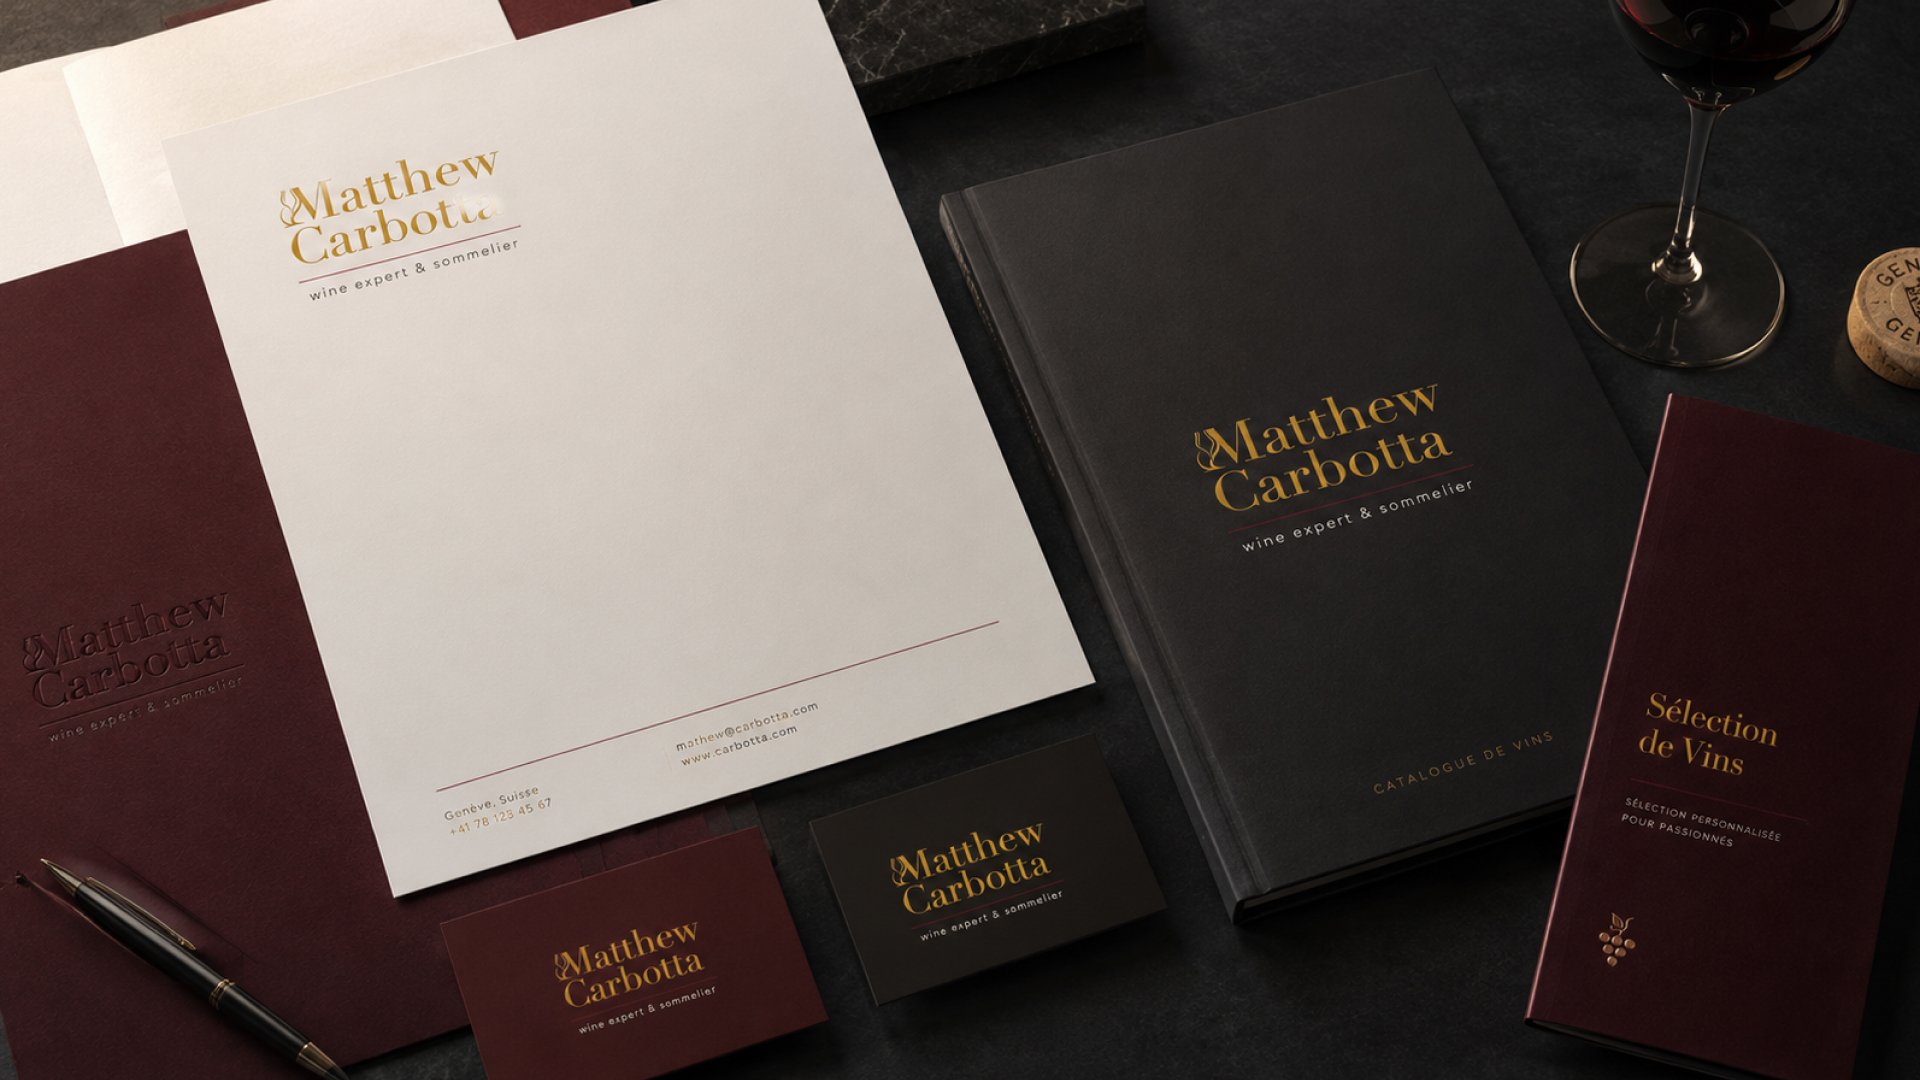 Matthew
Carbotta
wine expert & sommelier
mathew@carbotta.com
www.carbotta.com
Genève, Suisse
+41 78 123 45 67
Matthew
Carbotta
wine expert & sommelier
Matthew
Carbotta
wine expert & sommelier
Matthew
Carbotta
wine expert & sommelier
Matthew
Carbotta
wine expert & sommelier
CATALOGUE DE VINS
Sélection
de Vins
SÉLECTION PERSONNALISÉE
POUR PASSIONNÉS